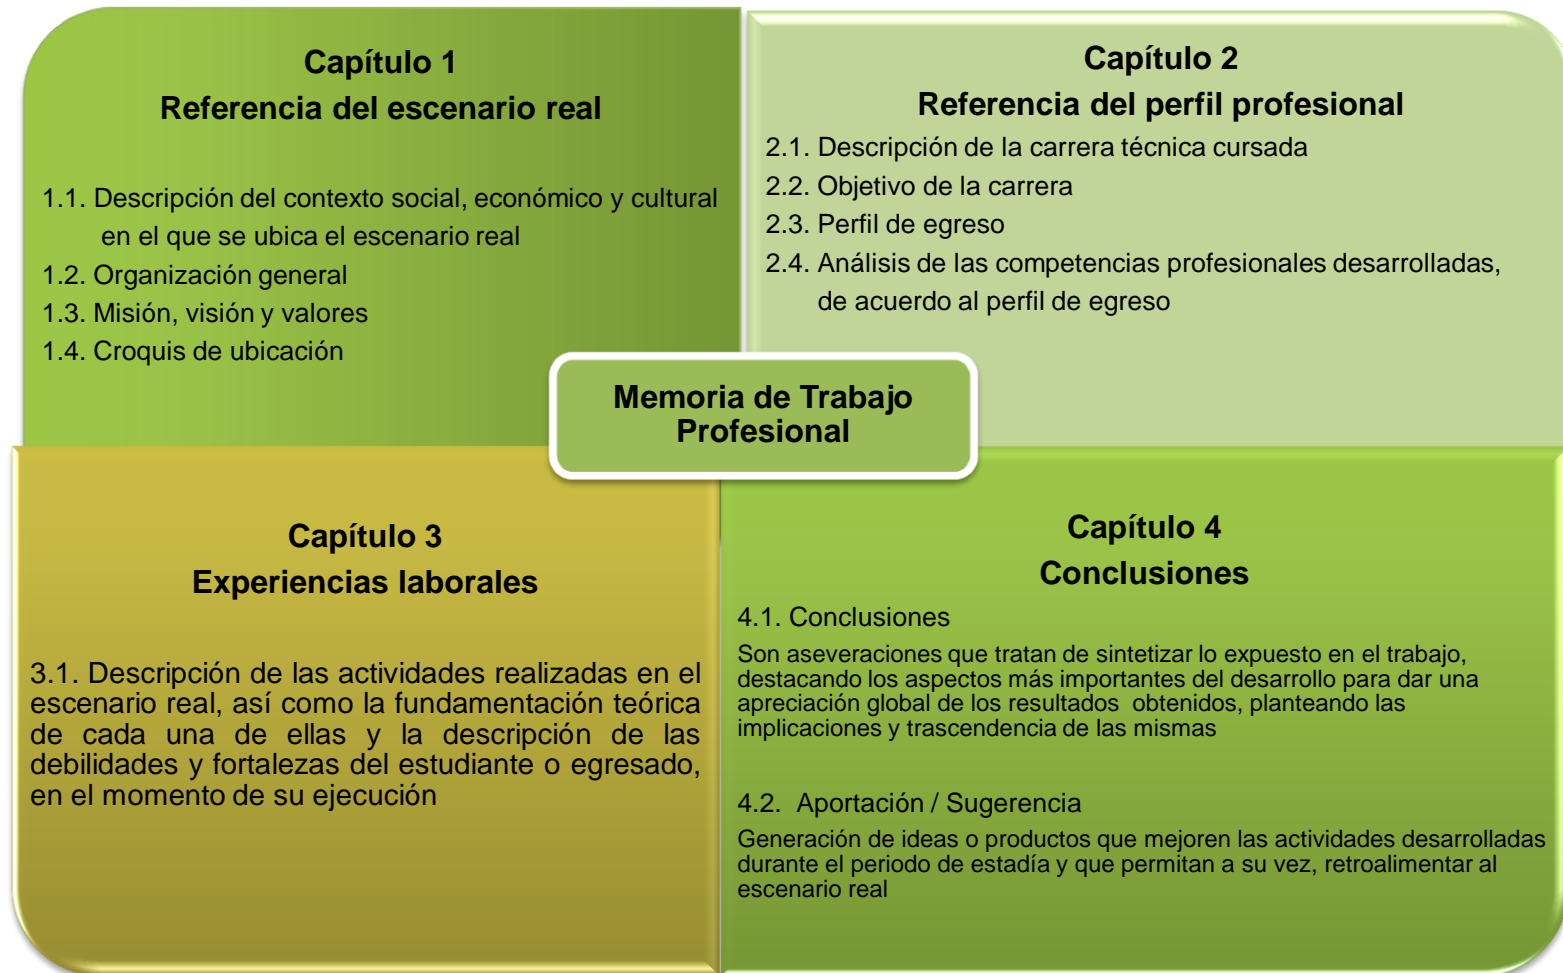 Capítulo 1
Referencia del escenario real
1.1. Descripción del contexto social, económico y cultural
en el que se ubica el escenario real
1.2. Organización general
1.3. Misión, visión y valores
1.4. Croquis de ubicación
Capítulo 2
Referencia del perfil profesional
2.1. Descripción de la carrera técnica cursada
2.2. Objetivo de la carrera
2.3. Perfil de egreso
2.4. Análisis de las competencias profesionales desarrolladas,
de acuerdo al perfil de egreso
Memoria de Trabajo
Profesional
Capítulo 3
Experiencias laborales
3.1. Descripción de las actividades realizadas en el
escenario real, así como la fundamentación teórica
de cada una de ellas y la descripción de las
debilidades y fortalezas del estudiante o egresado,
en el momento de su ejecución
Capítulo 4
Conclusiones
4.1. Conclusiones
Son aseveraciones que tratan de sintetizar lo expuesto en el trabajo,
destacando los aspectos más importantes del desarrollo para dar una
apreciación global de los resultados obtenidos, planteando las
implicaciones y trascendencia de las mismas
4.2. Aportación / Sugerencia
Generación de ideas o productos que mejoren las actividades desarrolladas
durante el periodo de estadía y que permitan a su vez, retroalimentar al
escenario real